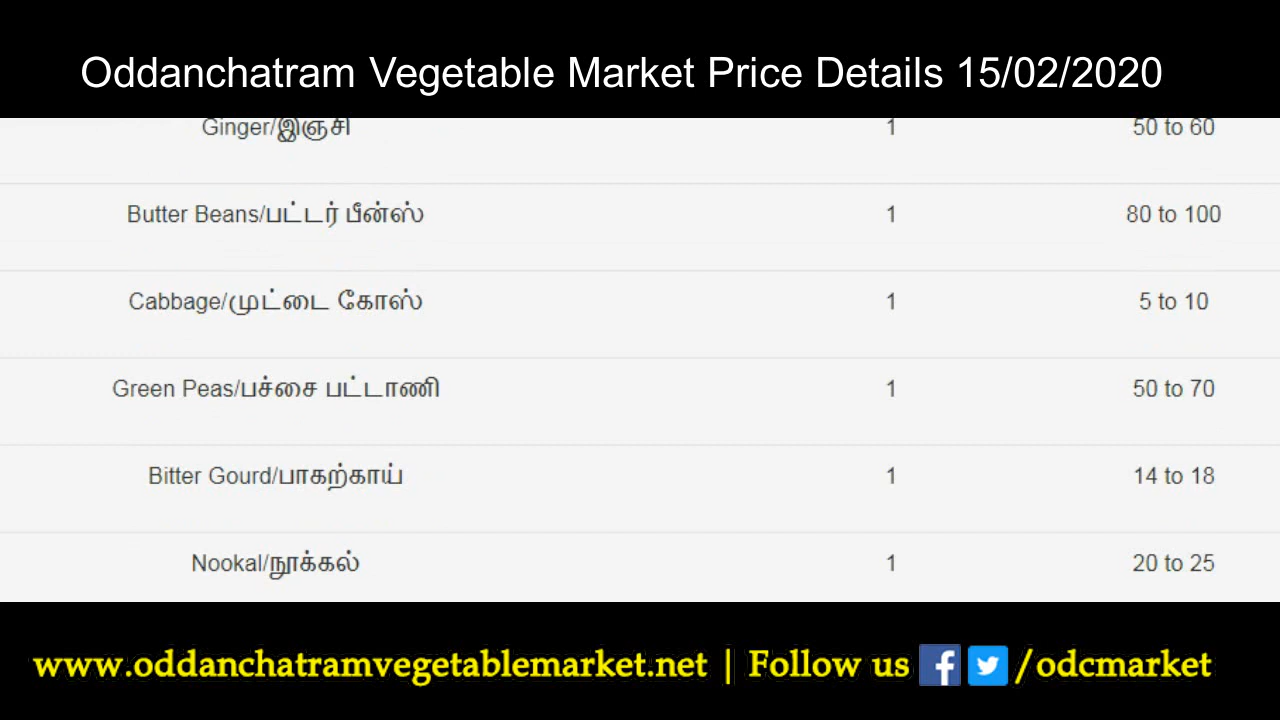 Oddanchatram Vegetable Market Price Details 15/02/2020
Ginger/இஞ்சி 1 50 to 60
Butter Beans/பட்டர் பீன்ஸ் 1 80 to 100
Cabbage/முட்டை கோஸ் 1 5 to 10
Green Peas/பச்சை பட்டாணி 1 50 to 70
Bitter Gourd/பாகற்காய் 1 14 to 18
Nookal/நூக்கல் 1 20 to 25
www.oddanchatramvegetablemarket.net | Follow us /odcmarket